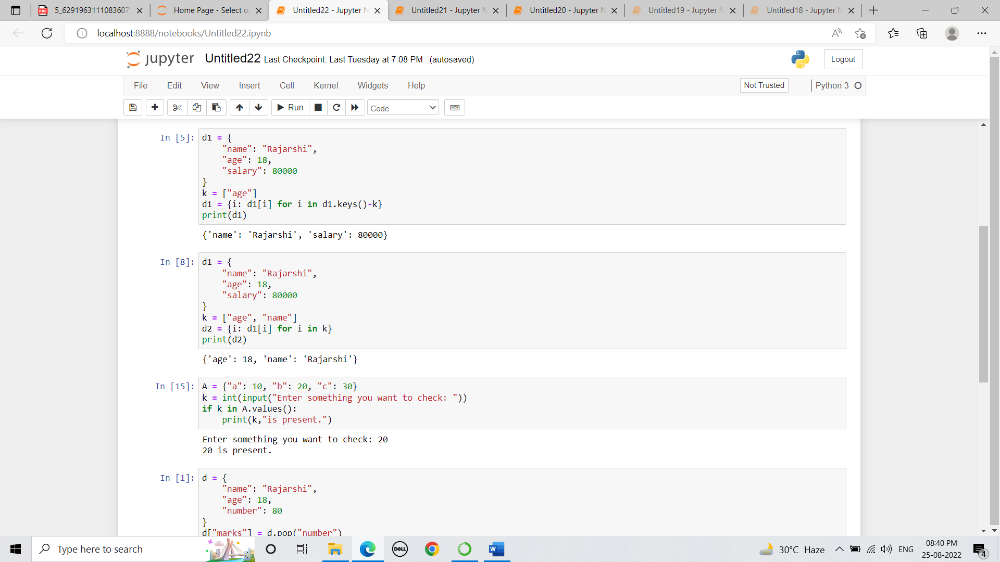 5_6291963111083607
Home Page - Select o
Untitled22 - Jupyter N
Untitled21 - Jupyter N
Untitled20 - Jupyter N
Untitled19 - Jupyter N
Untitled18 - Jupyter N
localhost:8888/notebooks/Untitled22.ipynb
jupyter Untitled22 Last Checkpoint: Last Tuesday at 7:08 PM (autosaved)
Logout
File Edit View Insert Cell Kernel Widgets Help
Not Trusted
Python 3
Run
Code
In [5]:
d1 = {
    "name": "Rajarshi",
    "age": 18,
    "salary": 80000
}
k = ["age"]
d1 = {i: d1[i] for i in d1.keys()-k}
print(d1)
{'name': 'Rajarshi', 'salary': 80000}
In [8]:
d1 = {
    "name": "Rajarshi",
    "age": 18,
    "salary": 80000
}
k = ["age", "name"]
d2 = {i: d1[i] for i in k}
print(d2)
{'age': 18, 'name': 'Rajarshi'}
In [15]:
A = {"a": 10, "b": 20, "c": 30}
k = int(input("Enter something you want to check: "))
if k in A.values():
    print(k,"is present.")
Enter something you want to check: 20
20 is present.
In [1]:
d = {
    "name": "Rajarshi",
    "age": 18,
    "number": 80
}
d["marks"] = d.pop("number")
Type here to search
DELL
W
30°C Haze
ENG
08:40 PM
25-08-2022
4